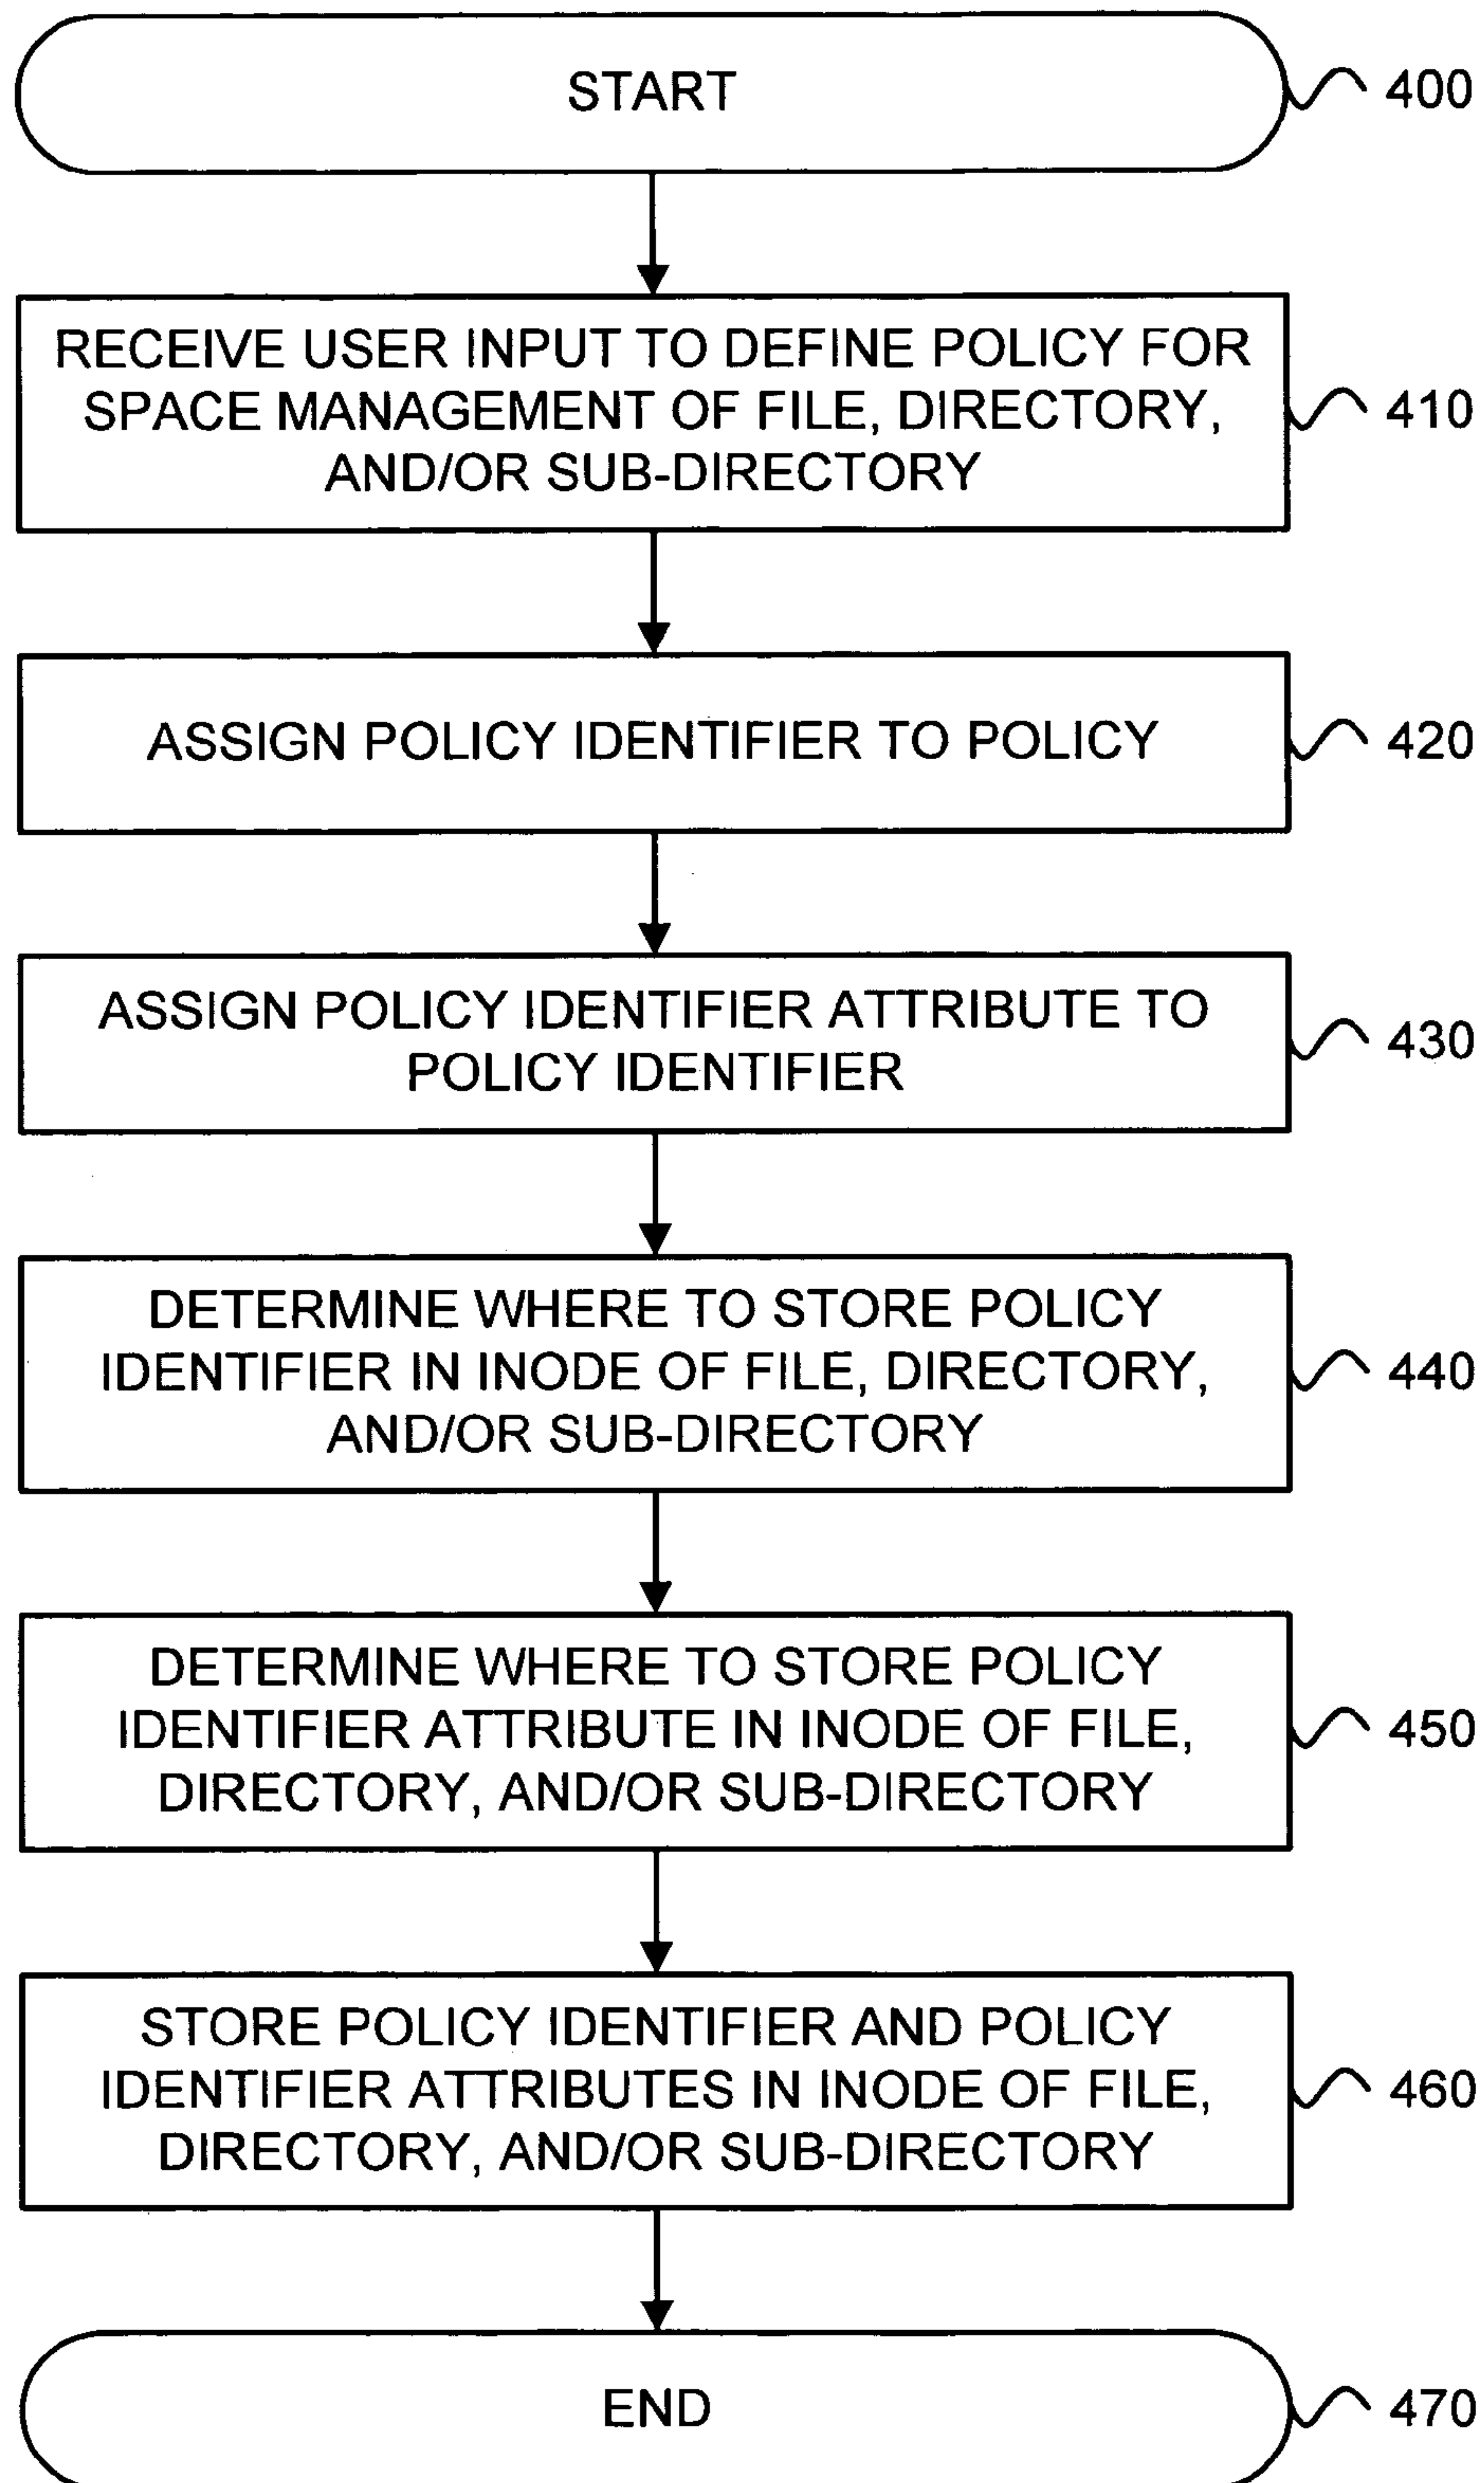 START
400
RECEIVE USER INPUT TO DEFINE POLICY FOR
SPACE MANAGEMENT OF FILE, DIRECTORY,
AND/OR SUB-DIRECTORY
410
ASSIGN POLICY IDENTIFIER TO POLICY
420
ASSIGN POLICY IDENTIFIER ATTRIBUTE TO
POLICY IDENTIFIER
430
DETERMINE WHERE TO STORE POLICY
IDENTIFIER IN INODE OF FILE, DIRECTORY,
AND/OR SUB-DIRECTORY
440
DETERMINE WHERE TO STORE POLICY
IDENTIFIER ATTRIBUTE IN INODE OF FILE,
DIRECTORY, AND/OR SUB-DIRECTORY
450
STORE POLICY IDENTIFIER AND POLICY
IDENTIFIER ATTRIBUTES IN INODE OF FILE,
DIRECTORY, AND/OR SUB-DIRECTORY
460
END
470